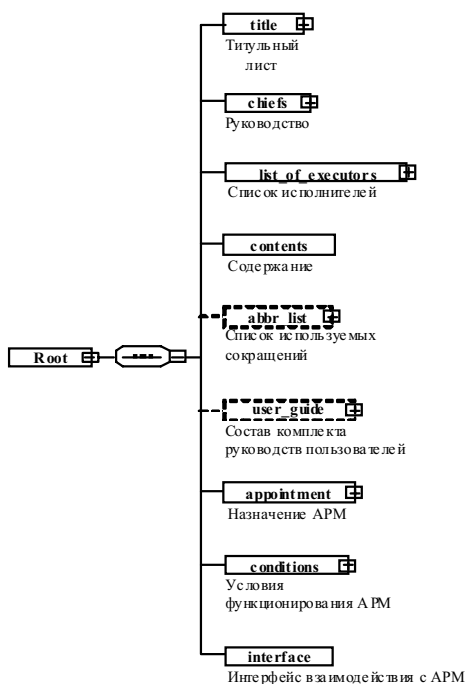 title
Титульный
лист
chiefs
Руководство
list_of_executors
Список исполнителей
contents
Содержание
abbr_list
Список используемых
сокращений
Root
user_guide
Состав комплекта
руководств пользователей
appointment
Назначение АРМ
conditions
Условия
функционирования АРМ
interface
Интерфейс взаимодействия с АРМ